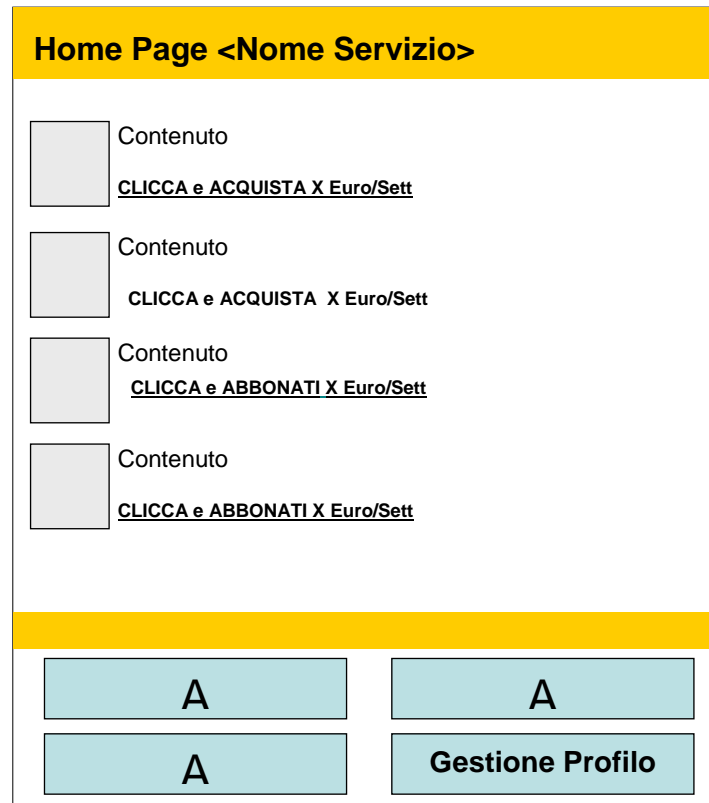 Home Page <Nome Servizio>
Contenuto
CLICCA e ACQUISTA X Euro/Sett
Contenuto
CLICCA e ACQUISTA X Euro/Sett
Contenuto
CLICCA e ABBONATI X Euro/Sett
Contenuto
CLICCA e ABBONATI X Euro/Sett
A A
A Gestione Profilo